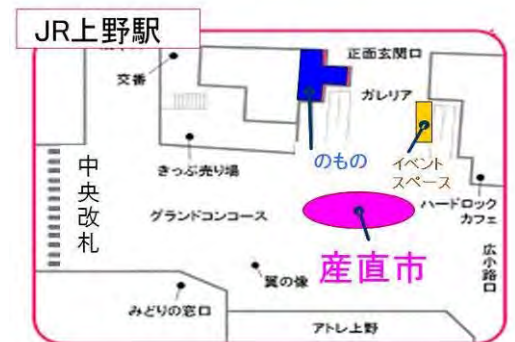 JR上野駅
正面玄関口
交番
ガレリア
きっぷ売り場
のもの
イベント
スペース
中央改札
グランドコンコース
ハードロック
カフェ
産直市
広小路口
翼の像
みどりの窓口
アトレ上野